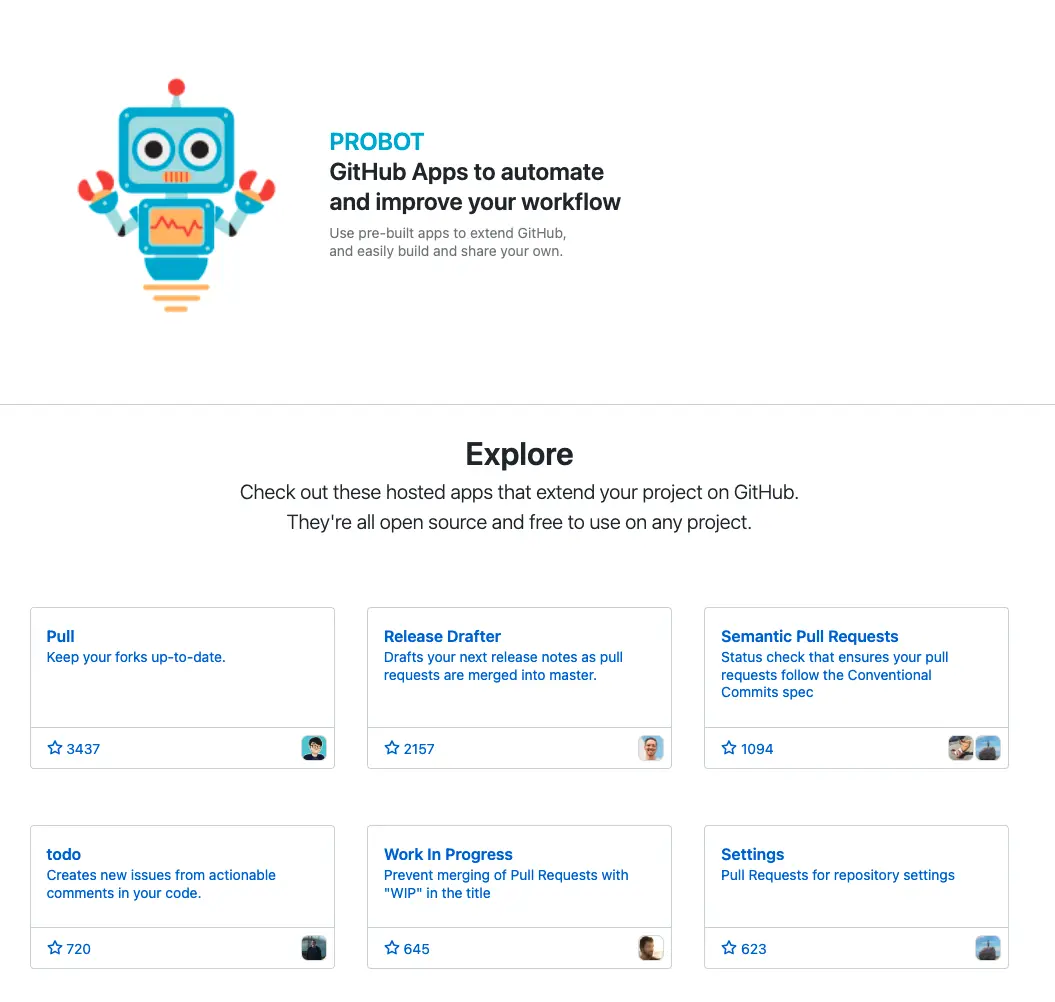 PROBOT
GitHub Apps to automate
and improve your workflow
Use pre-built apps to extend GitHub,
and easily build and share your own.
Explore
Check out these hosted apps that extend your project on GitHub.
They're all open source and free to use on any project.
Pull
Keep your forks up-to-date.
3437
Release Drafter
Drafts your next release notes as pull
requests are merged into master.
2157
Semantic Pull Requests
Status check that ensures your pull
requests follow the Conventional
Commits spec
1094
todo
Creates new issues from actionable
comments in your code.
720
Work In Progress
Prevent merging of Pull Requests with
"WIP" in the title
645
Settings
Pull Requests for repository settings
623